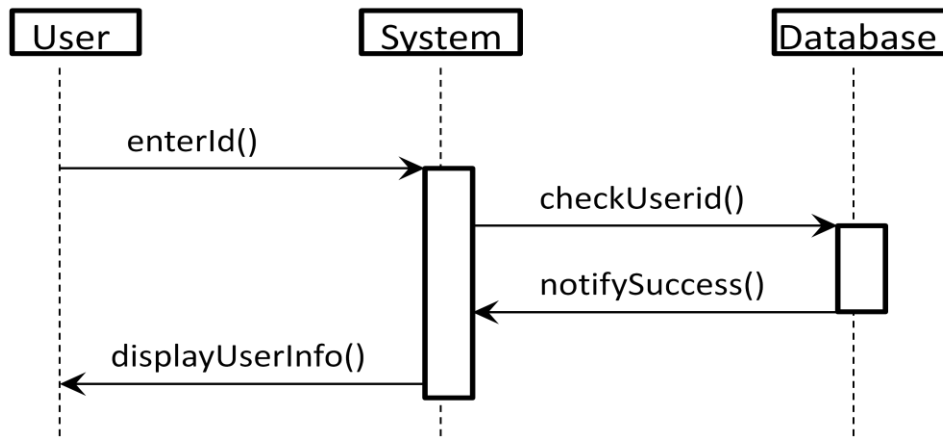 User
System
Database
enterId()
checkUserid()
notifySuccess()
displayUserInfo()